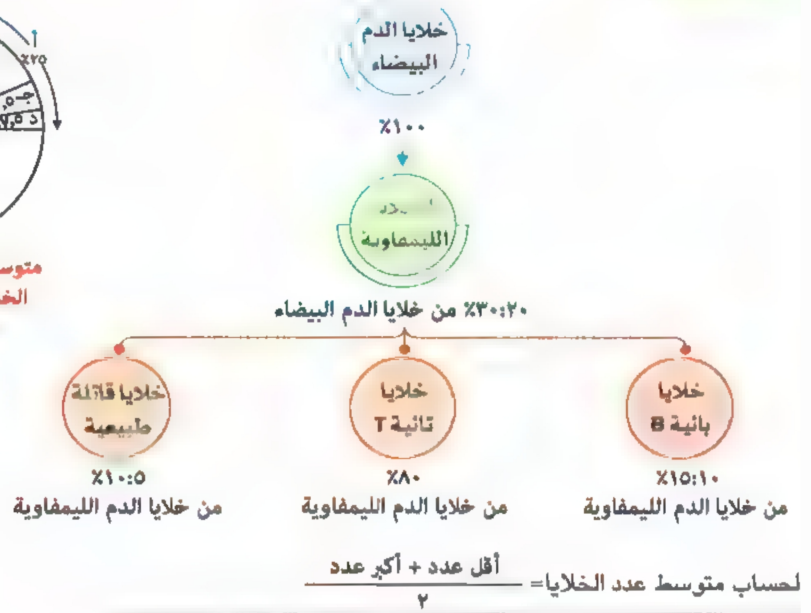 خلايا الدم
البيضاء
٪١٠٠
الليمفاوية
٢٠:٣٠٪ من خلايا الدم البيضاء
خلايا
بائية B
١٠:١٥٪
من خلايا الدم الليمفاوية
خلايا
تائية T
٨٠٪
من خلايا الدم الليمفاوية
خلايا قاتلة
طبيعية
٥:١٠٪
من خلايا الدم الليمفاوية
لحساب متوسط عدد الخلايا= أقل عدد + أكبر عدد
٢
٪٢٥